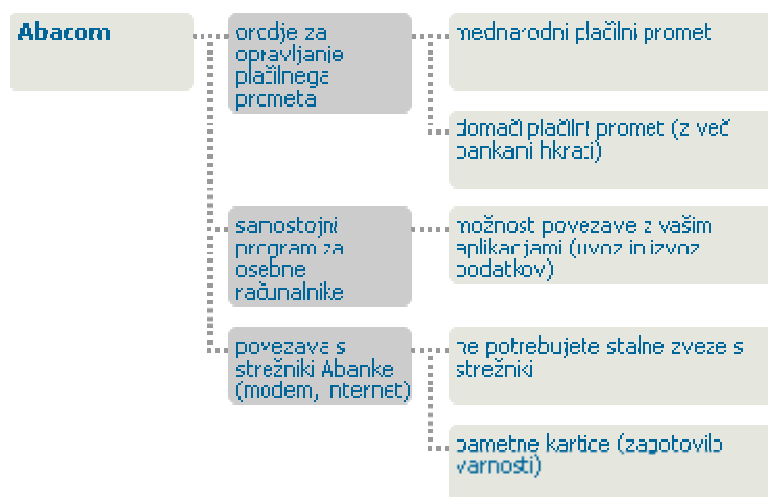 Abacom
orodje za
opravljanje
plačilnega
prometa
mednarodni plačilni promet
domači plačilni promet (z več
bankami hkrati)
samostojni
program za
osebne
računalnike
možnost povezave z vašim
aplikacijami (uvoz in izvoz
podatkov)
povezava s
strežniki Abanke
(modem, internet)
ne potrebujete stalne zveze s
strežniki
pametne kartice (zagotovilo
varnosti)